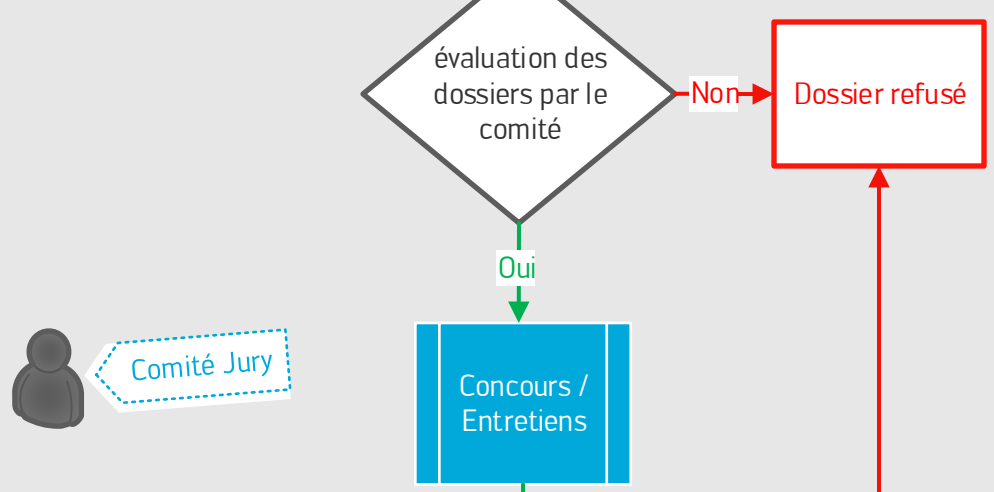 évaluation des
dossiers par le
comité
Non
Dossier refusé
Oui
Comité Jury
Concours /
Entretiens